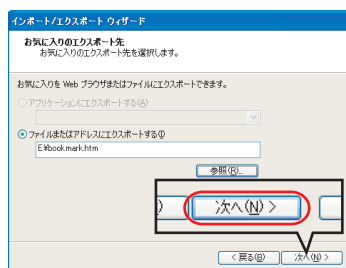 インポート/エクスポート ウィザード
お気に入りのエクスポート先
お気に入りのエクスポート先を選択します。
お気に入りを Web ブラウザまたはファイルにエクスポートできます。
アプリケーションにエクスポートする(A)
ファイルまたはアドレスにエクスポートする(I)
E:¥bookmark.htm
参照(R)...
)
次へ(N) >
< 戻る(B)
次へ(N) >